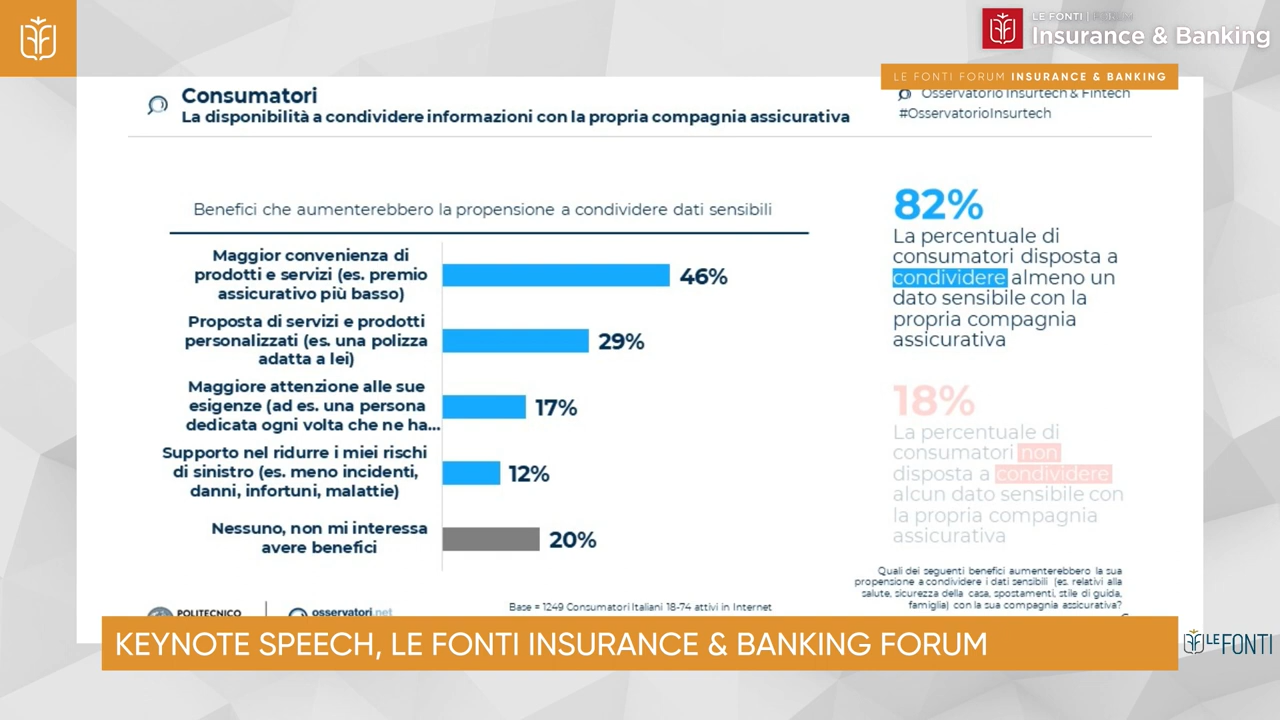 LE FONTI | FORUM
Insurance & Banking
LE FONTI FORUM INSURANCE & BANKING
Consumatori
La disponibilità a condividere informazioni con la propria compagnia assicurativa
Osservatorio Insurtech & Fintech
#OsservatorioInsurtech
Benefici che aumenterebbero la propensione a condividere dati sensibili
Maggior convenienza di
prodotti e servizi (es. premio
assicurativo più basso)
46%
Proposta di servizi e prodotti
personalizzati (es. una polizza
adatta a lei)
29%
Maggiore attenzione alle sue
esigenze (ad es. una persona
dedicata ogni volta che ne ha...
17%
Supporto nel ridurre i miei rischi
di sinistro (es. meno incidenti,
danni, infortuni, malattie)
12%
Nessuno, non mi interessa
avere benefici
20%
82%
La percentuale di
consumatori disposta a
condividere almeno un
dato sensibile con la
propria compagnia
assicurativa
18%
La percentuale di
consumatori non
disposta a condividere
alcun dato sensibile con
la propria compagnia
assicurativa
Quali dei seguenti benefici aumenterebbero la sua
propensione a condividere i dati sensibili (es. relativi alla
salute, sicurezza della casa, spostamenti, stile di guida,
famiglia) con la sua compagnia assicurativa?
POLITECNICO
osservatori.net
Base = 1249 Consumatori Italiani 18-74 attivi in Internet
KEYNOTE SPEECH, LE FONTI INSURANCE & BANKING FORUM
LE FONTI